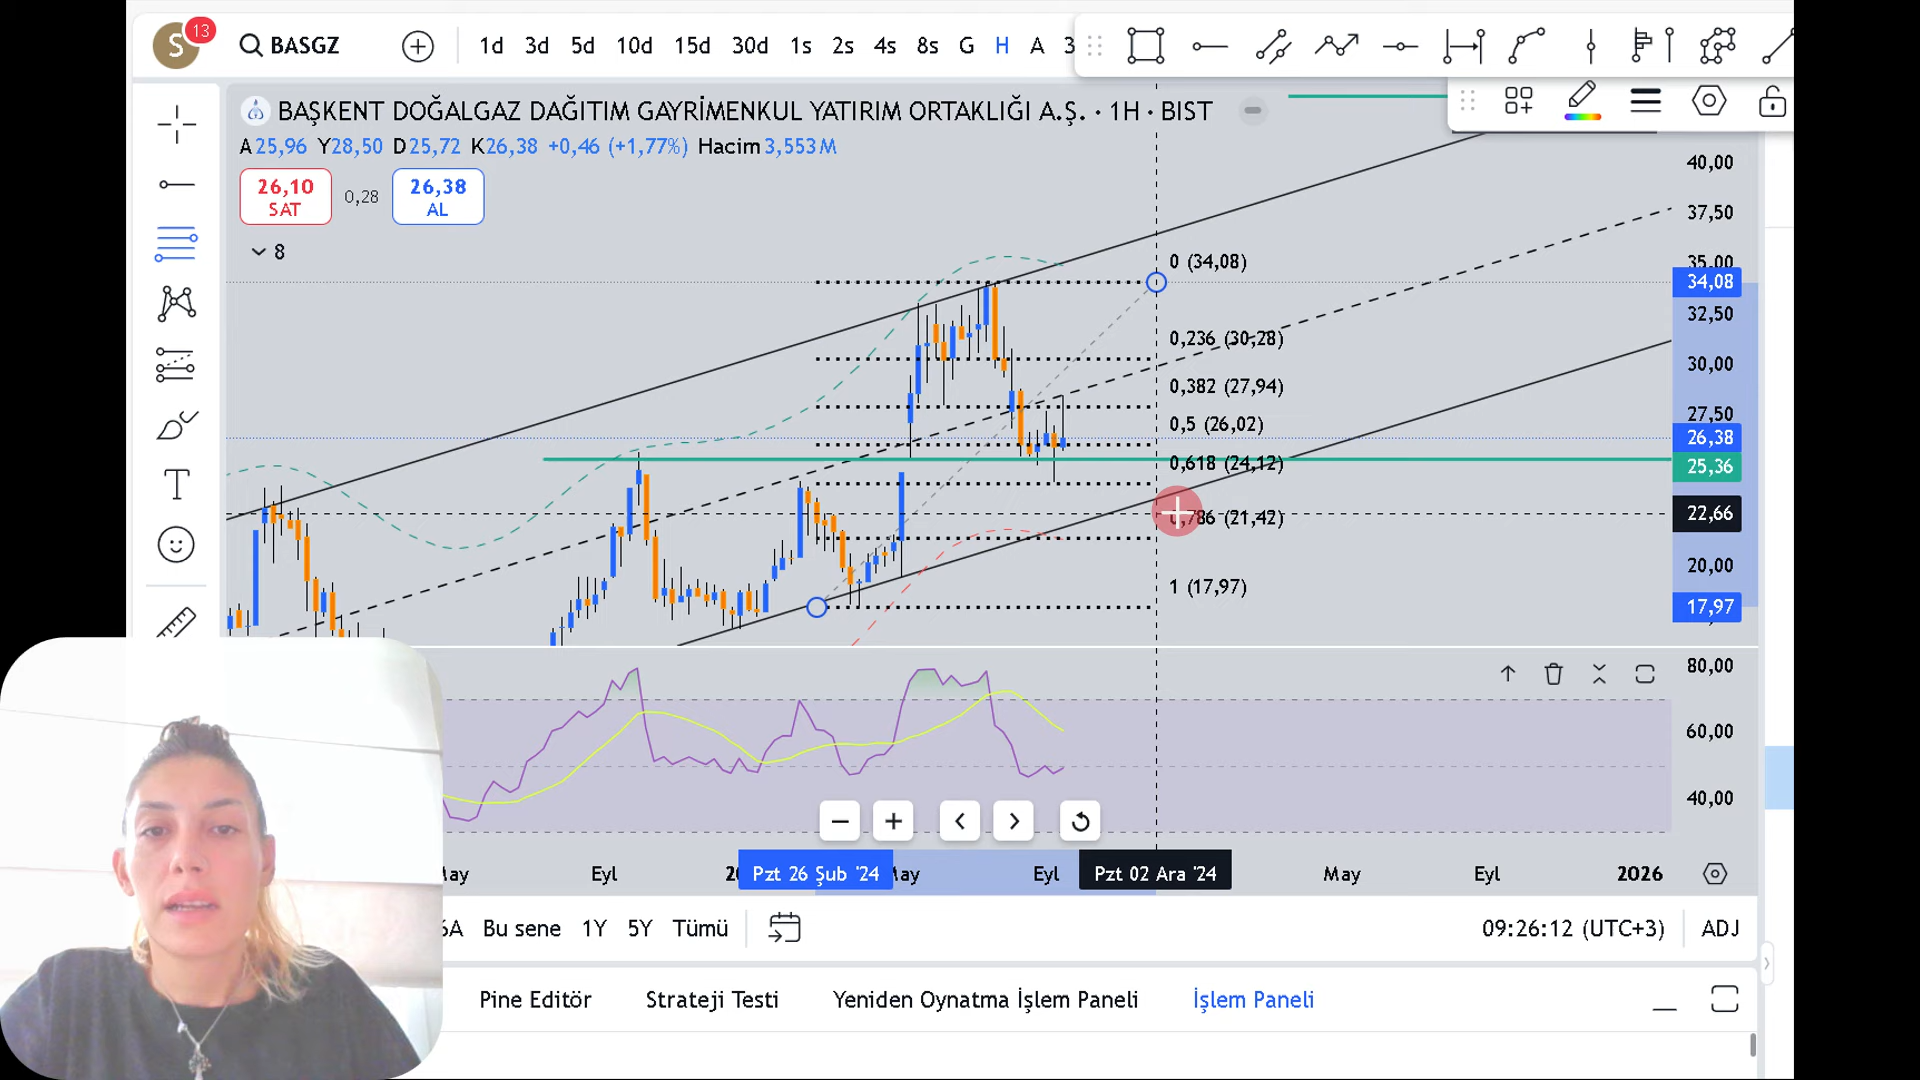 S
13
BASGZ
1d 3d 5d 10d 15d 30d 1s 2s 4s 8s G H A 3
BAŞKENT DOĞALGAZ DAĞITIM GAYRİMENKUL YATIRIM ORTAKLIĞI A.Ş. · 1H · BIST
A25,96 Y28,50 D25,72 K26,38 +0,46 (+1,77%) Hacim 3,553 M
26,10
SAT
0,28
26,38
AL
8
40,00
37,50
35,00
34,08
32,50
30,00
27,50
26,38
25,36
22,66
20,00
17,97
0 (34,08)
0,236 (30,28)
0,382 (27,94)
0,5 (26,02)
0,618 (24,12)
0,786 (21,42)
1 (17,97)
80,00
60,00
40,00
May Eyl 20 Pzt 26 Şub '24 May Eyl Pzt 02 Ara '24 May Eyl 2026
6A Bu sene 1Y 5Y Tümü 09:26:12 (UTC+3) ADJ
Pine Editör Strateji Testi Yeniden Oynatma İşlem Paneli İşlem Paneli